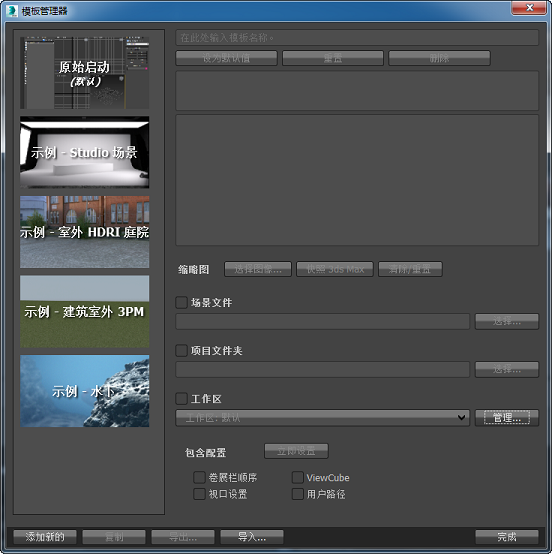 模板管理器
原始启动
(默认)
示例 - Studio 场景
示例 - 室外 HDRI 庭院
示例 - 建筑室外 3PM
示例 - 水下
在此处输入模板名称。
设为默认值 重置 删除
缩略图 选择图像... 快照 3ds Max 清除/重置
场景文件
选择...
项目文件夹
选择...
工作区
工作区: 默认 管理...
包含配置 立即设置
卷展栏顺序 ViewCube
视口设置 用户路径
添加新的 复制 导出... 导入... 完成